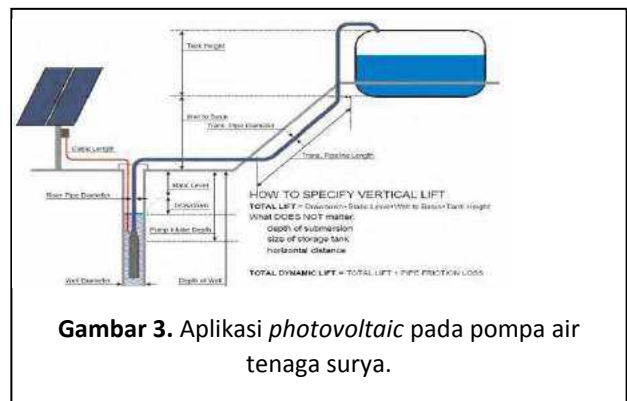 Tank Height
Well to Basin
Trans. Pipe Diameter
Trans. Pipeline Length
Cable Length
Riser Pipe Diameter
Static Level
Drawdown
Pump Intake Depth
Well Diameter
Depth of Well
HOW TO SPECIFY VERTICAL LIFT
TOTAL LIFT = Drawdown+Static Level+Well to Basin+Tank Height
What DOES NOT matter:
depth of submersion
size of storage tank
horizontal distance
TOTAL DYNAMIC LIFT = TOTAL LIFT + PIPE FRICTION LOSS
Gambar 3. Aplikasi photovoltaic pada pompa air
tenaga surya.